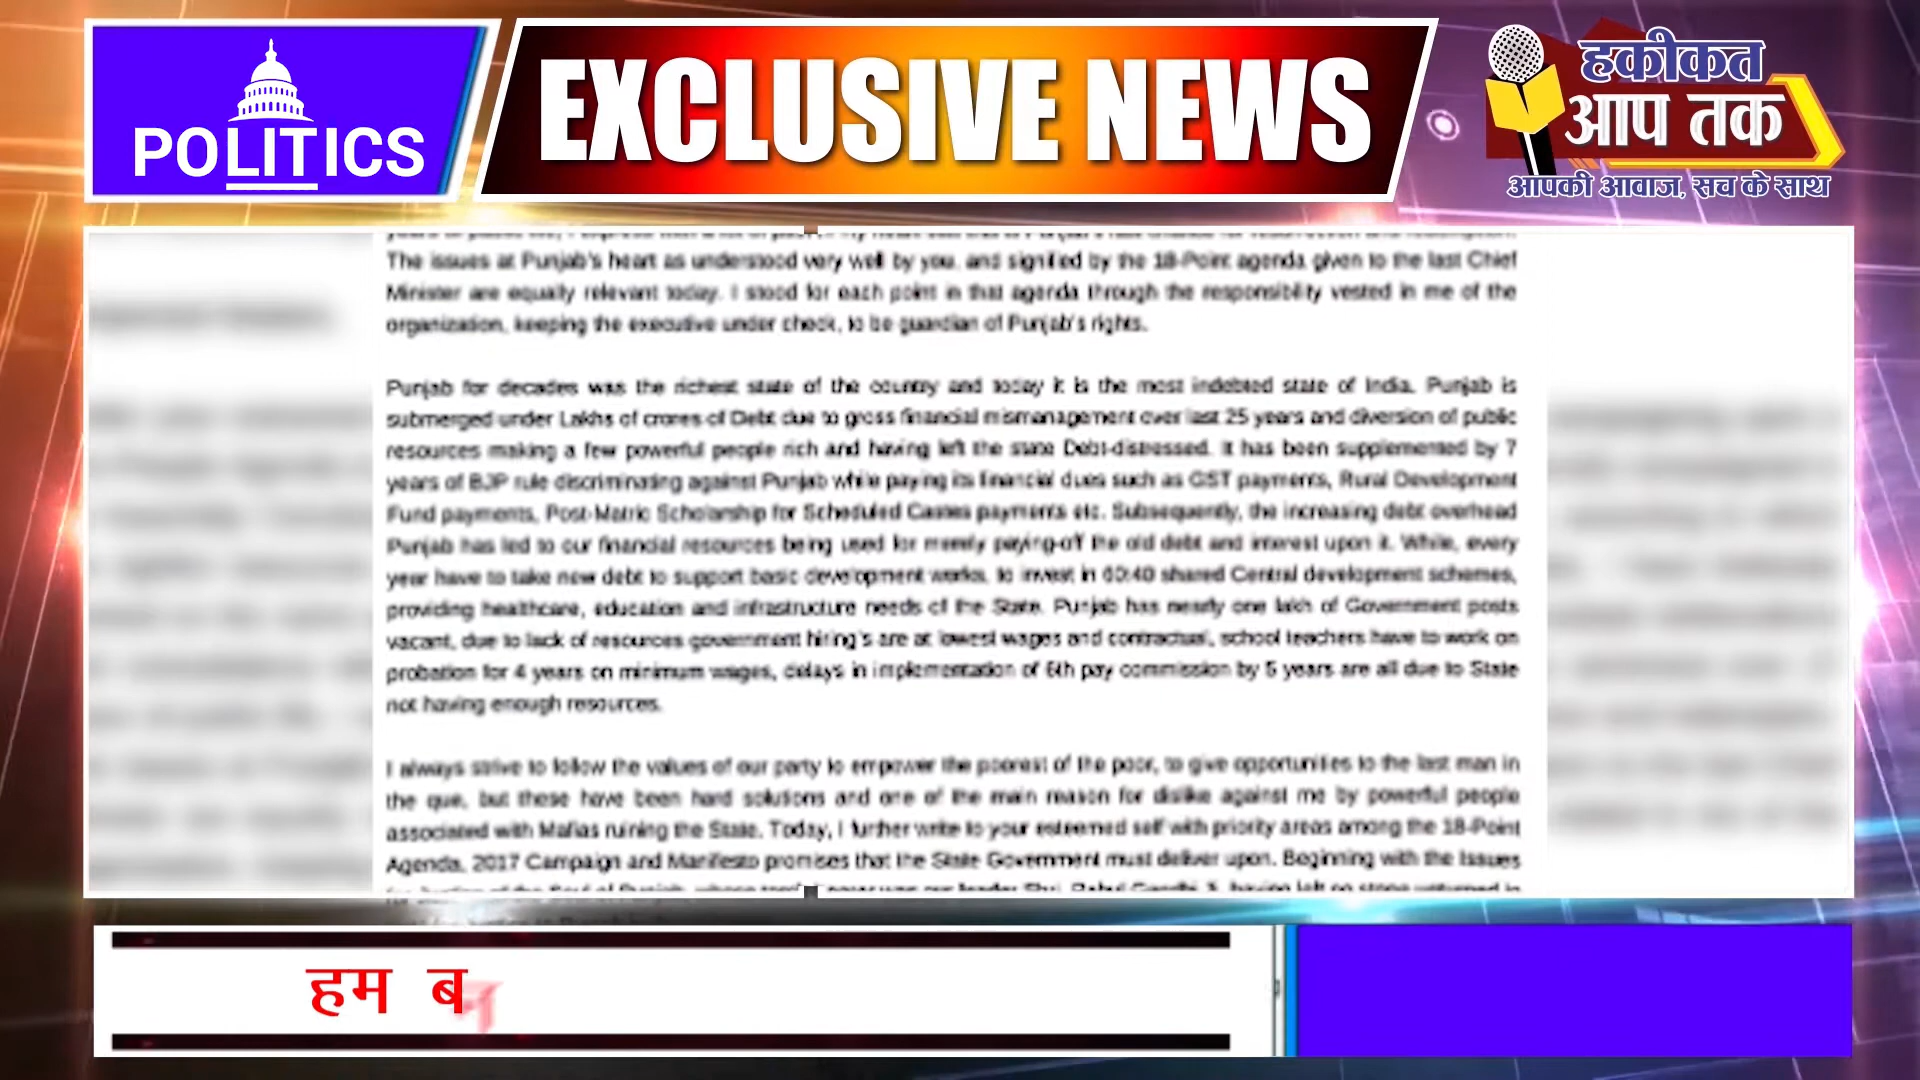 POLITICS
EXCLUSIVE NEWS
हकीकत
आप तक
आपकी आवाज, सच के साथ
The issues at Punjab's heart as understood very well by you, and signified by the 18-Point agenda given to the last Chief
Minister are equally relevant today. I stood for each point in that agenda through the responsibility vested in me of the
organization, keeping the executive under check, to be guardian of Punjab's rights.
Punjab for decades was the richest state of the country and today it is the most indebted state of India. Punjab is
submerged under Lakhs of crores of Debt due to gross financial mismanagement over last 25 years and diversion of public
resources making a few powerful people rich and having left the state Debt-distressed. It has been supplemented by 7
years of BJP rule discriminating against Punjab while paying its financial dues such as GST payments, Rural Development
Fund payments, Post-Matric Scholarship for Scheduled Castes payments etc. Subsequently, the increasing debt overhead
Punjab has led to our financial resources being used for merely paying-off the old debt and interest upon it. While, every
year have to take new debt to support basic development works, to invest in 60:40 shared Central development schemes,
providing healthcare, education and infrastructure needs of the State. Punjab has nearly one lakh of Government posts
vacant, due to lack of resources government hiring's are at lowest wages and contractual, school teachers have to work on
probation for 4 years on minimum wages, delays in implementation of 6th pay commission by 5 years are all due to State
not having enough resources.
I always strive to follow the values of our party to empower the poorest of the poor, to give opportunities to the last man in
the que, but these have been hard solutions and one of the main reason for dislike against me by powerful people
associated with Mafias ruining the State. Today, I further write to your esteemed self with priority areas among the 18-Point
Agenda, 2017 Campaign and Manifesto promises that the State Government must deliver upon. Beginning with the Issues
हम ब